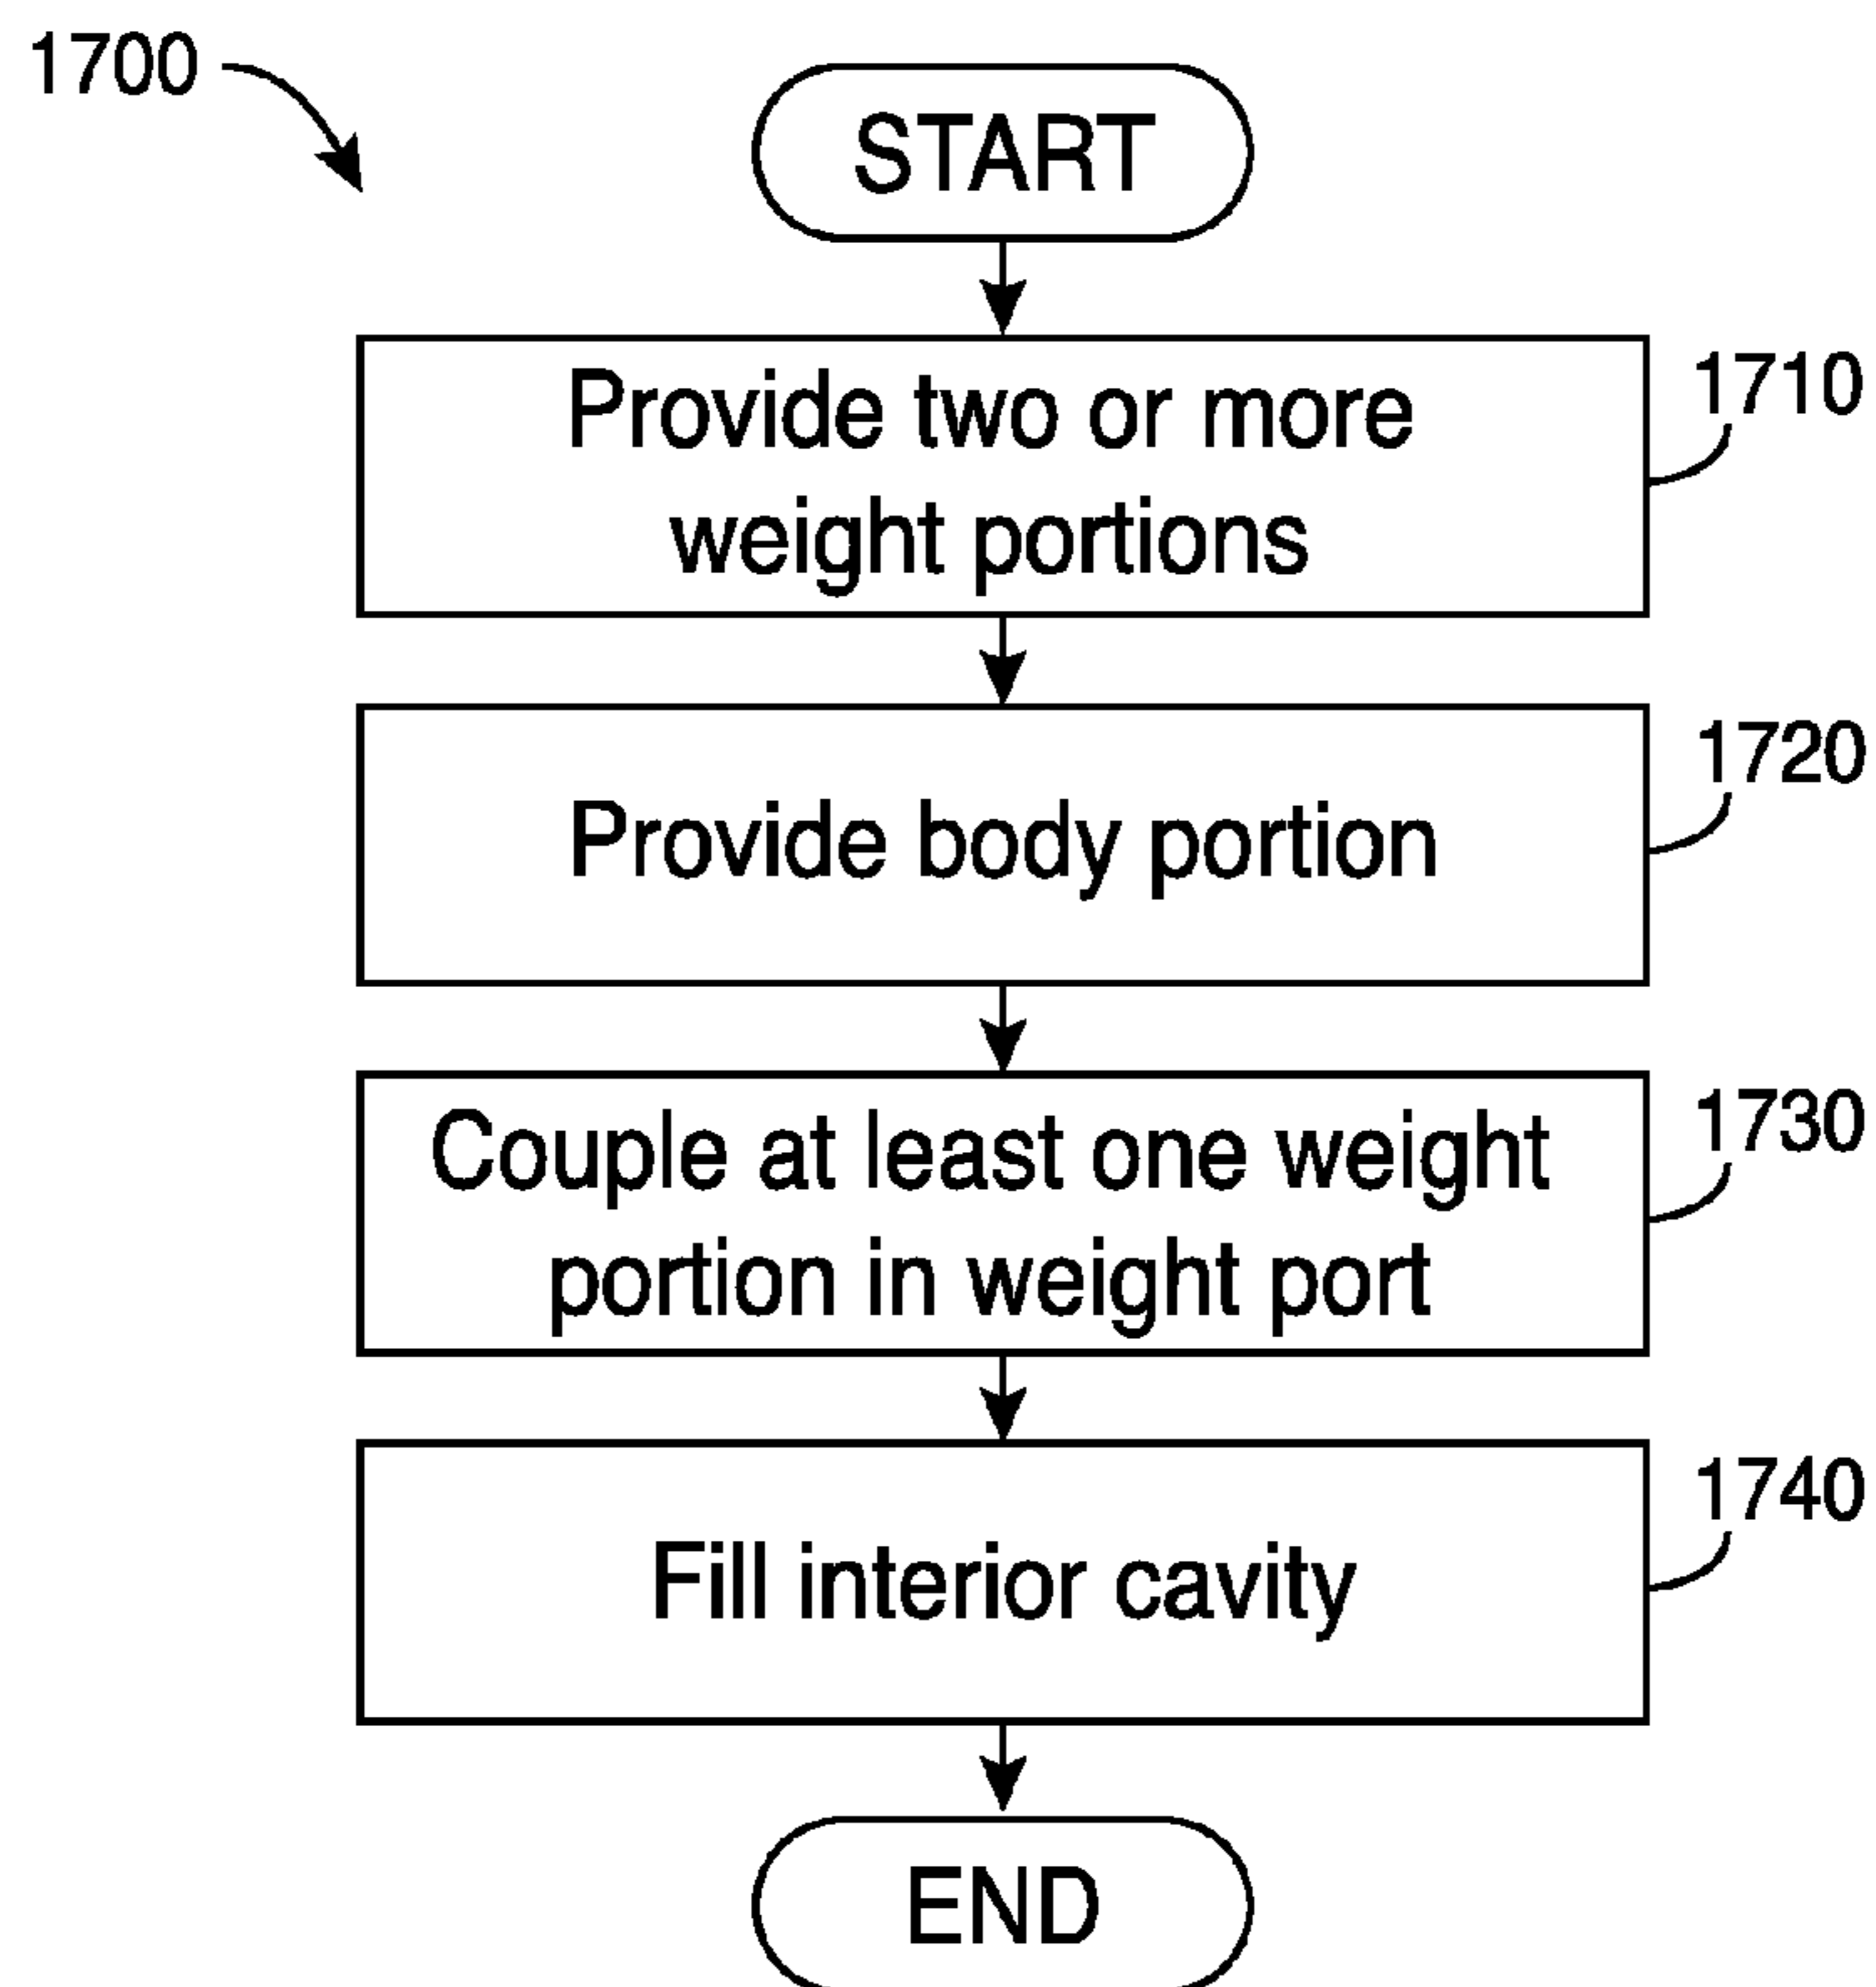 1700
START
Provide two or more
weight portions
1710
Provide body portion
1720
Couple at least one weight
portion in weight port
1730
Fill interior cavity
1740
END